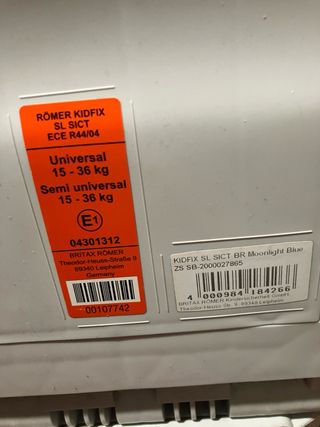 RÖMER KIDFIX
SL SICT
ECE R44/04
Universal
15 - 36 kg
Semi universal
15 - 36 kg
E1
04301312
BRITAX RÖMER
Theodor-Heuss-Straße 9
89340 Leipheim
Germany
00107742
KIDFIX SL SICT BR Moonlight Blue
ZS SB-2000027865
4 000984 184266
BRITAX RÖMER Kindersicherheit GmbH
Theodor-Heuss-Str. 9, 89340 Leipheim